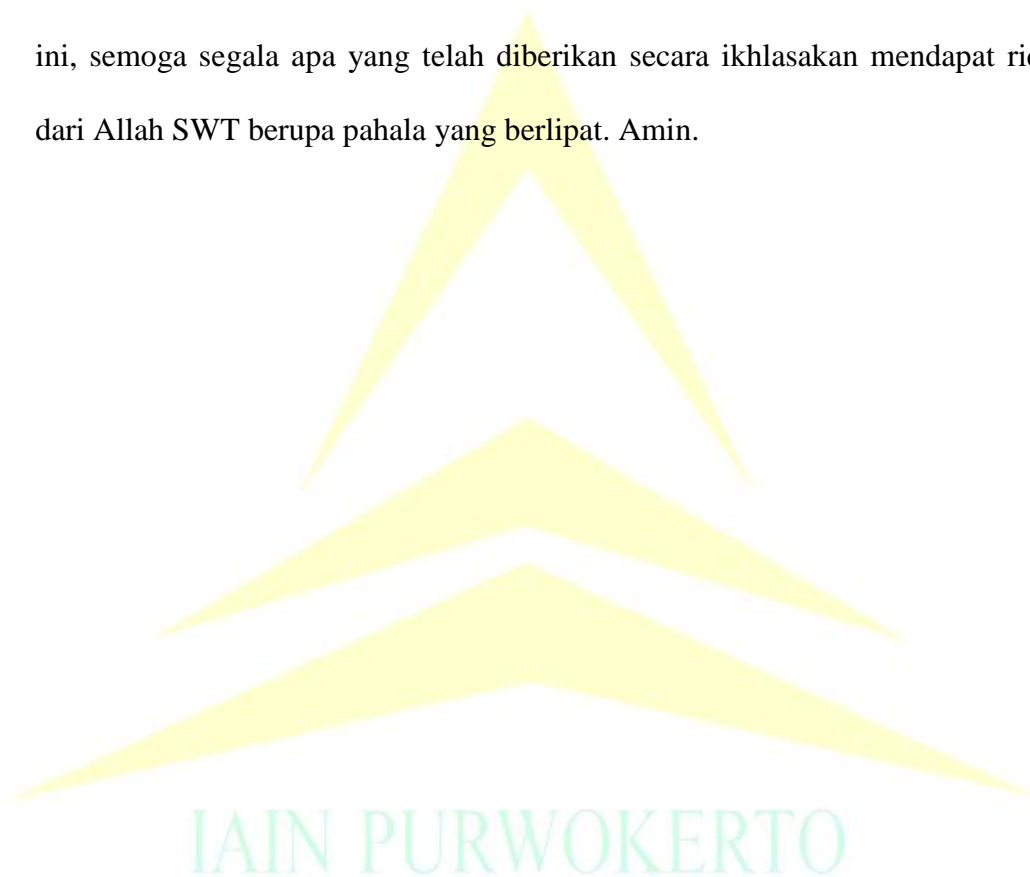 ini, semoga segala apa yang telah diberikan secara ikhlasakan mendapat
dari Allah SWT berupa pahala yang berlipat. Amin.
IAIN PURWOKERTO